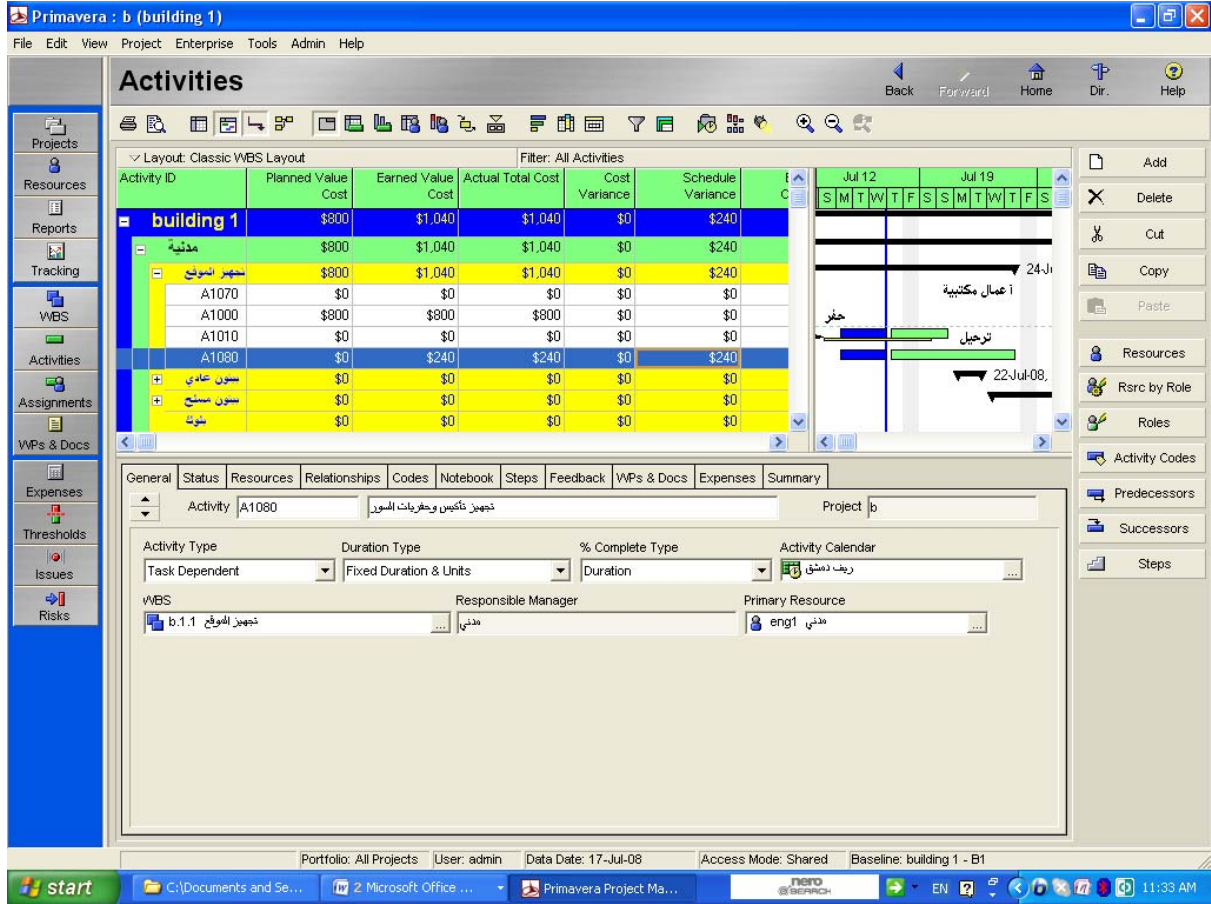 Primavera : b (building 1)
File Edit View Project Enterprise Tools Admin Help
Activities
Back Forward Home Dir. Help
Projects
Resources
Reports
Tracking
WBS
Activities
Assignments
WPs & Docs
Expenses
Thresholds
Issues
Risks
Layout: Classic WBS Layout Filter: All Activities
Activity ID Planned Value Cost Earned Value Cost Actual Total Cost Cost Variance Schedule Variance
building 1 $800 $1,040 $1,040 $0 $240
مدنية $800 $1,040 $1,040 $0 $240
تجهيز الموقع $800 $1,040 $1,040 $0 $240
A1070 $0 $0 $0 $0 $0
A1000 $800 $800 $800 $0 $0
A1010 $0 $0 $0 $0 $0
A1080 $0 $240 $240 $0 $240
بيتون عادي $0 $0 $0 $0 $0
بيتون مسلح $0 $0 $0 $0 $0
بلوك $0 $0 $0 $0 $0
Jul 12 Jul 19
S M T W T F S S M T W T F S
24-Ju
أعمال مكتبية
حفر
ترحيل
22-Jul-08,
Add
Delete
Cut
Copy
Paste
Resources
Rsrc by Role
Roles
Activity Codes
Predecessors
Successors
Steps
General Status Resources Relationships Codes Notebook Steps Feedback WPs & Docs Expenses Summary
Activity A1080 تجهيز تأكيس وحفريات السور Project b
Activity Type Duration Type % Complete Type Activity Calendar
Task Dependent Fixed Duration & Units Duration ريف دمشق
WBS Responsible Manager Primary Resource
b.1.1 تجهيز الموقع مدني eng1 مدني
Portfolio: All Projects User: admin Data Date: 17-Jul-08 Access Mode: Shared Baseline: building 1 - B1
start C:\Documents and Se... 2 Microsoft Office ... Primavera Project Ma... nero SEARCH EN 11:33 AM